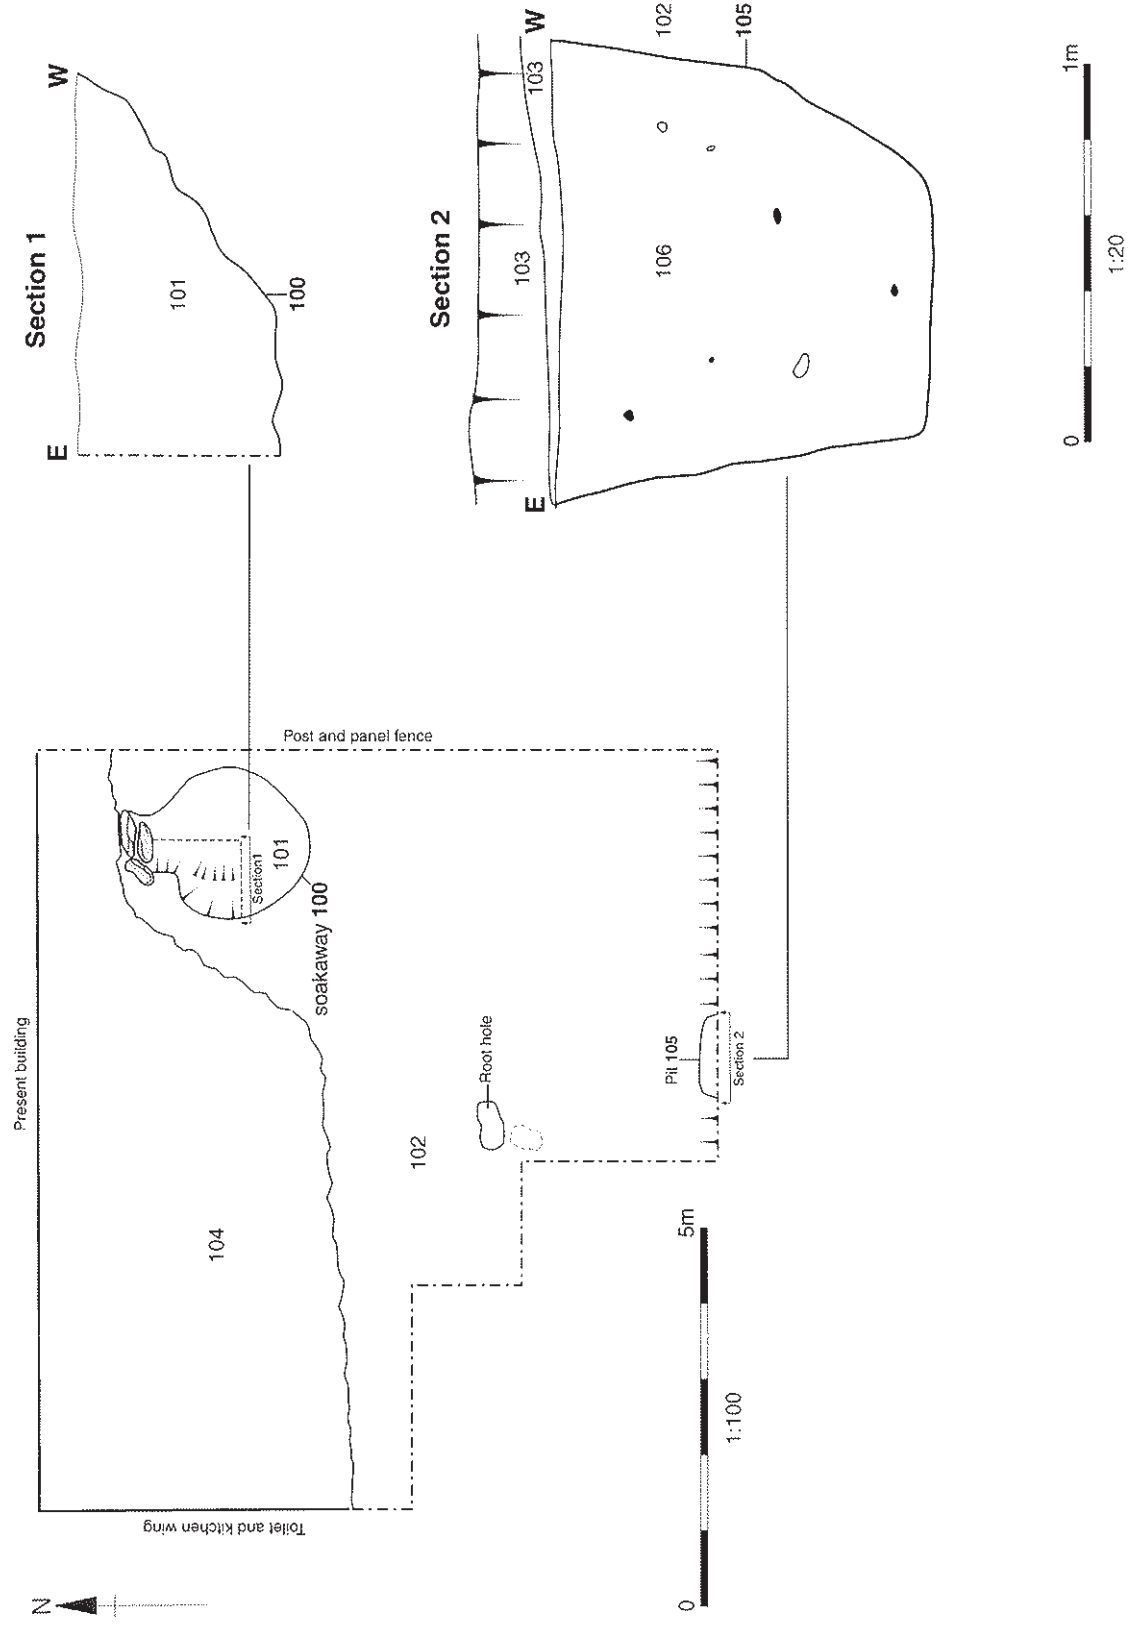 Section 1
E
W
101
100
Section 2
E
W
103
103
102
105
106
0
1m
1:20
Post and panel fence
Present building
101
Section1
soakaway 100
Root hole
Pit 105
Section 2
102
104
Toilet and kitchen wing
N
0
5m
1:100